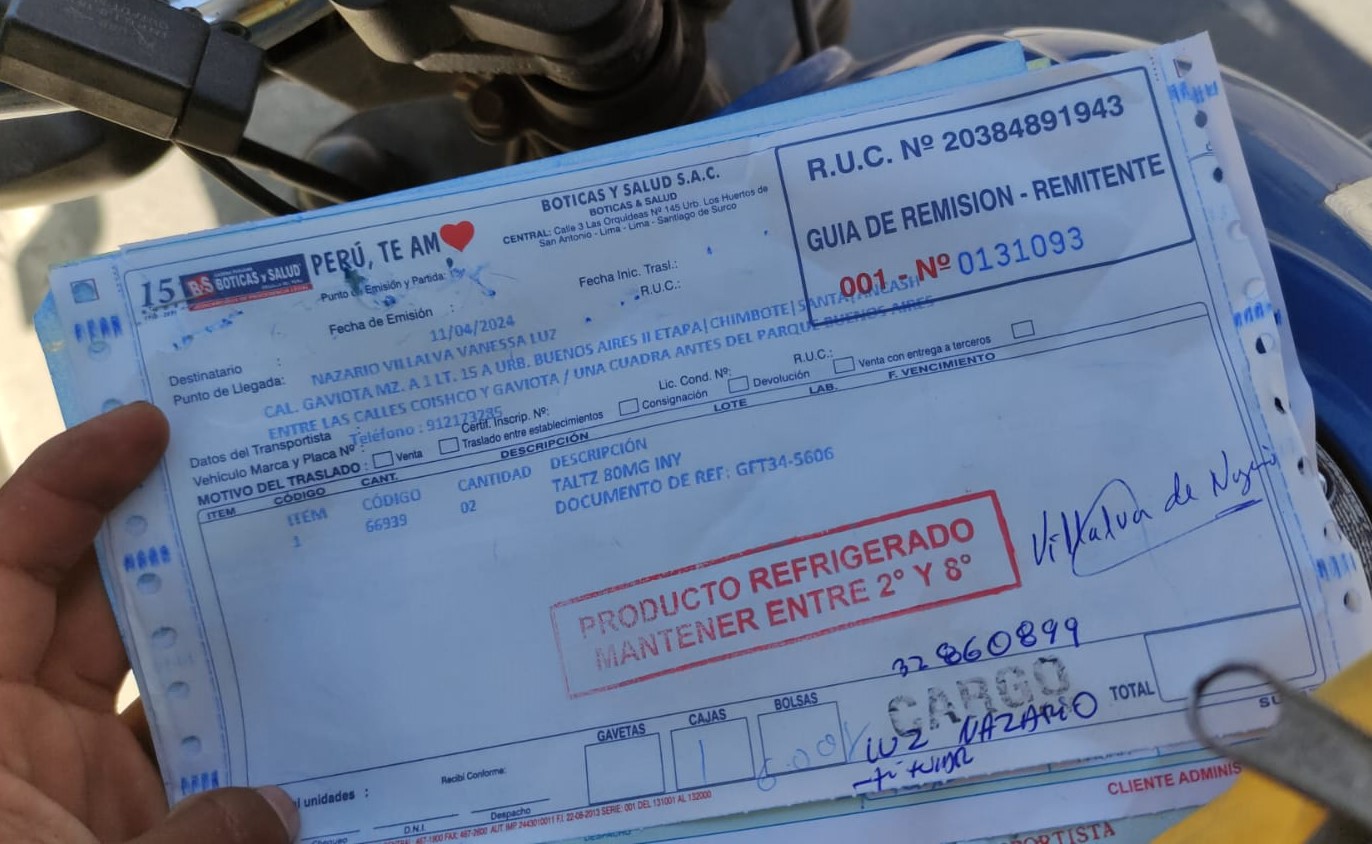 BOTICAS Y SALUD S.A.C.
BOTICAS & SALUD
CENTRAL: Calle 3 Las Orquídeas Nº 145 Urb. Los Huertos de
San Antonio - Lima - Lima - Santiago de Surco
R.U.C. Nº 20384891943
GUIA DE REMISION - REMITENTE
001 - Nº 0131093
15 B&S BOTICAS y SALUD
PERÚ, TE AM
Punto de Emisión y Partida:
Fecha Inic. Trasl.:
Fecha de Emisión :
11/04/2024
R.U.C.:
Destinatario :
NAZARIO VILLALVA VANESSA LUZ
Punto de Llegada:
CAL. GAVIOTA MZ. A 1 LT. 15 A URB. BUENOS AIRES II ETAPA|CHIMBOTE|SANTA|ANCASH
ENTRE LAS CALLES COISHCO Y GAVIOTA / UNA CUADRA ANTES DEL PARQUE BUENOS AIRES
Datos del Transportista :
Teléfono : 912173285
R.U.C.:
Vehículo Marca y Placa Nº
Certif. Inscrip. Nº:
Lic. Cond. Nº:
MOTIVO DEL TRASLADO : Venta Traslado entre establecimientos Consignación Devolución Venta con entrega a terceros
ITEM CÓDIGO CANT. DESCRIPCIÓN LOTE LAB. F. VENCIMIENTO
ITEM CÓDIGO CANTIDAD DESCRIPCIÓN
1 66939 02 TALTZ 80MG INY
DOCUMENTO DE REF: GFT34-5606
Villalva de Nazario
PRODUCTO REFRIGERADO
MANTENER ENTRE 2° Y 8°
32860899
CARGO
LUZ NAZARIO
GAVETAS CAJAS BOLSAS TOTAL
1
Recibí Conforme:
unidades :
D.N.I.
Despacho
SERIE: 001 DEL 131001 AL 132000
CLIENTE ADMINIS